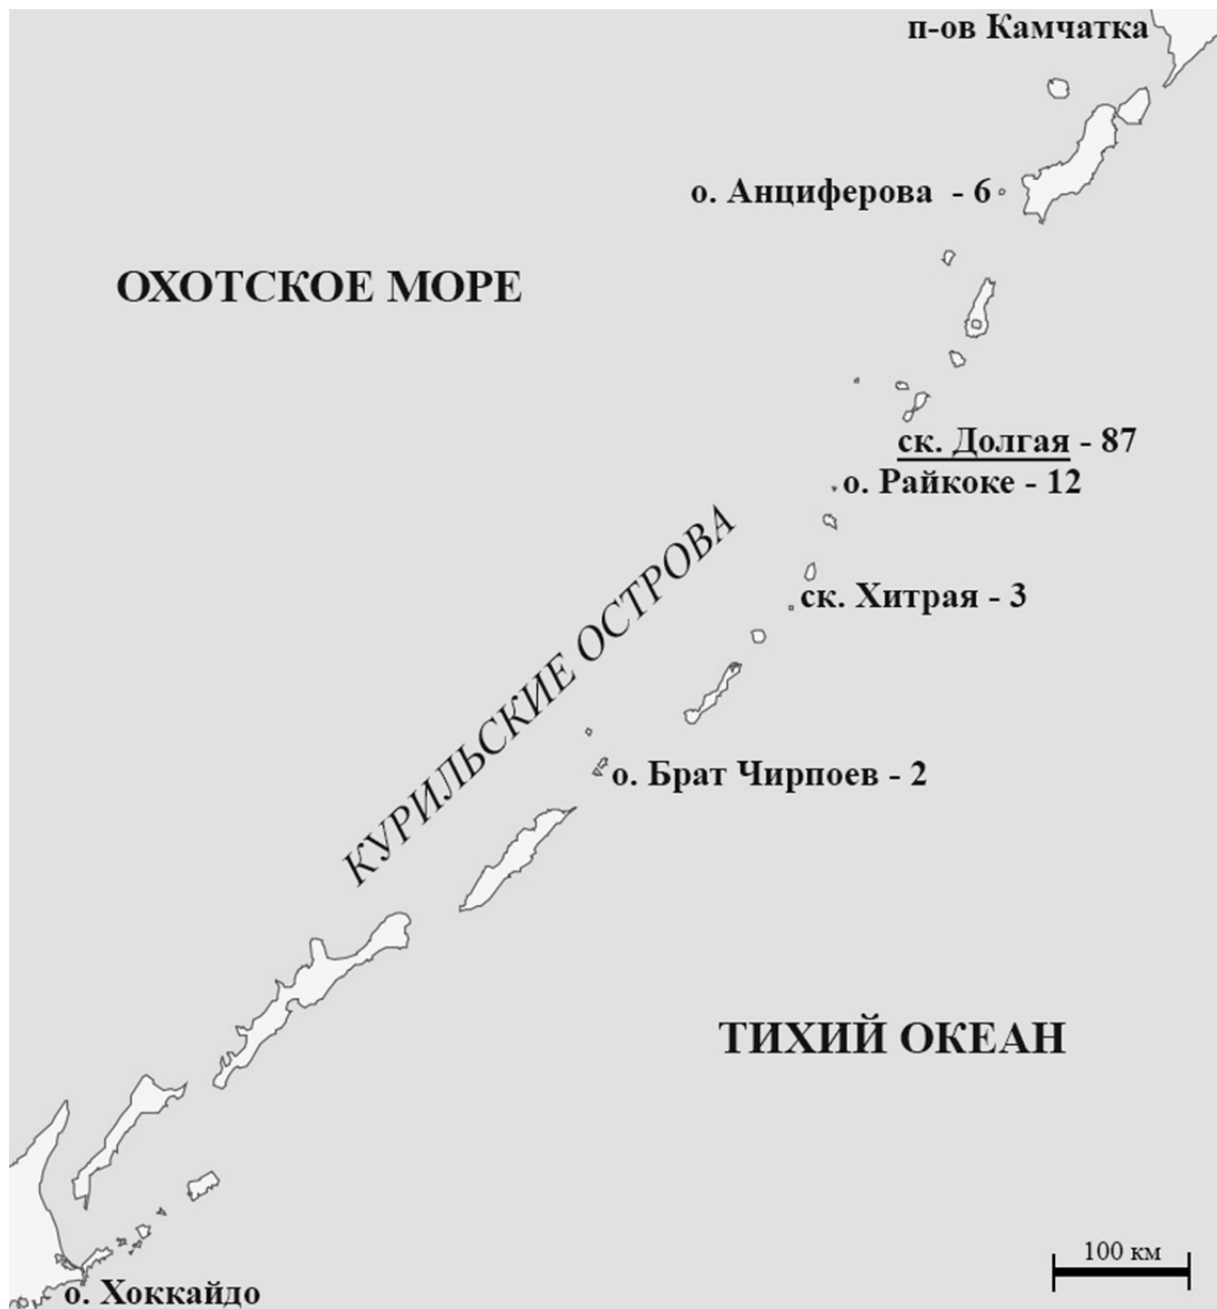 п-ов Камчатка
о. Анциферова - 6
ОХОТСКОЕ МОРЕ
ск. Долгая - 87
о. Райкоке - 12
КУРИЛЬСКИЕ ОСТРОВА
ск. Хитрая - 3
о. Брат Чирпоев - 2
ТИХИЙ ОКЕАН
100 км
о. Хоккайдо